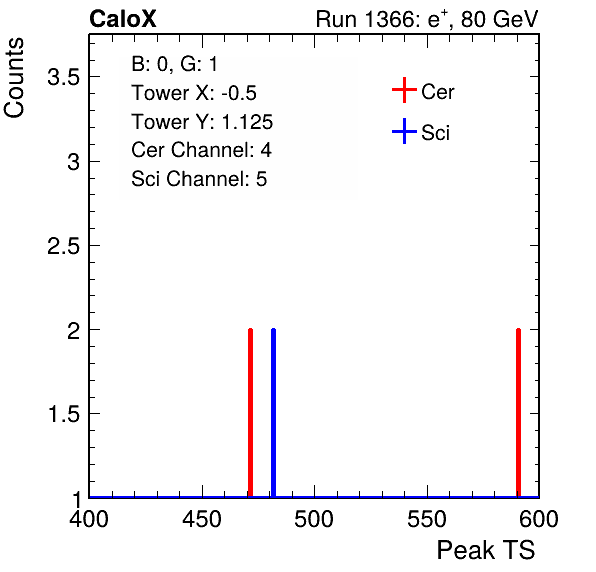 CaloX Run 1366: e⁺, 80 GeV
Counts
B: 0, G: 1
Tower X: -0.5
Tower Y: 1.125
Cer Channel: 4
Sci Channel: 5
Cer
Sci
3.5
3
2.5
2
1.5
1
400 450 500 550 600
Peak TS